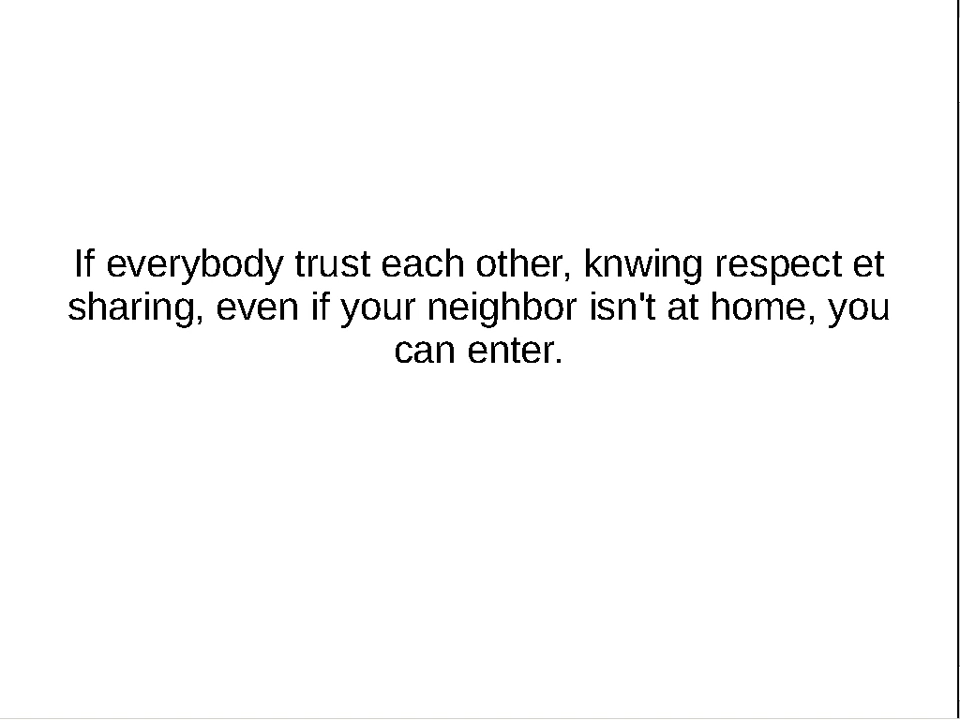 If everybody trust each other, knwing respect et
sharing, even if your neighbor isn't at home, you
can enter.